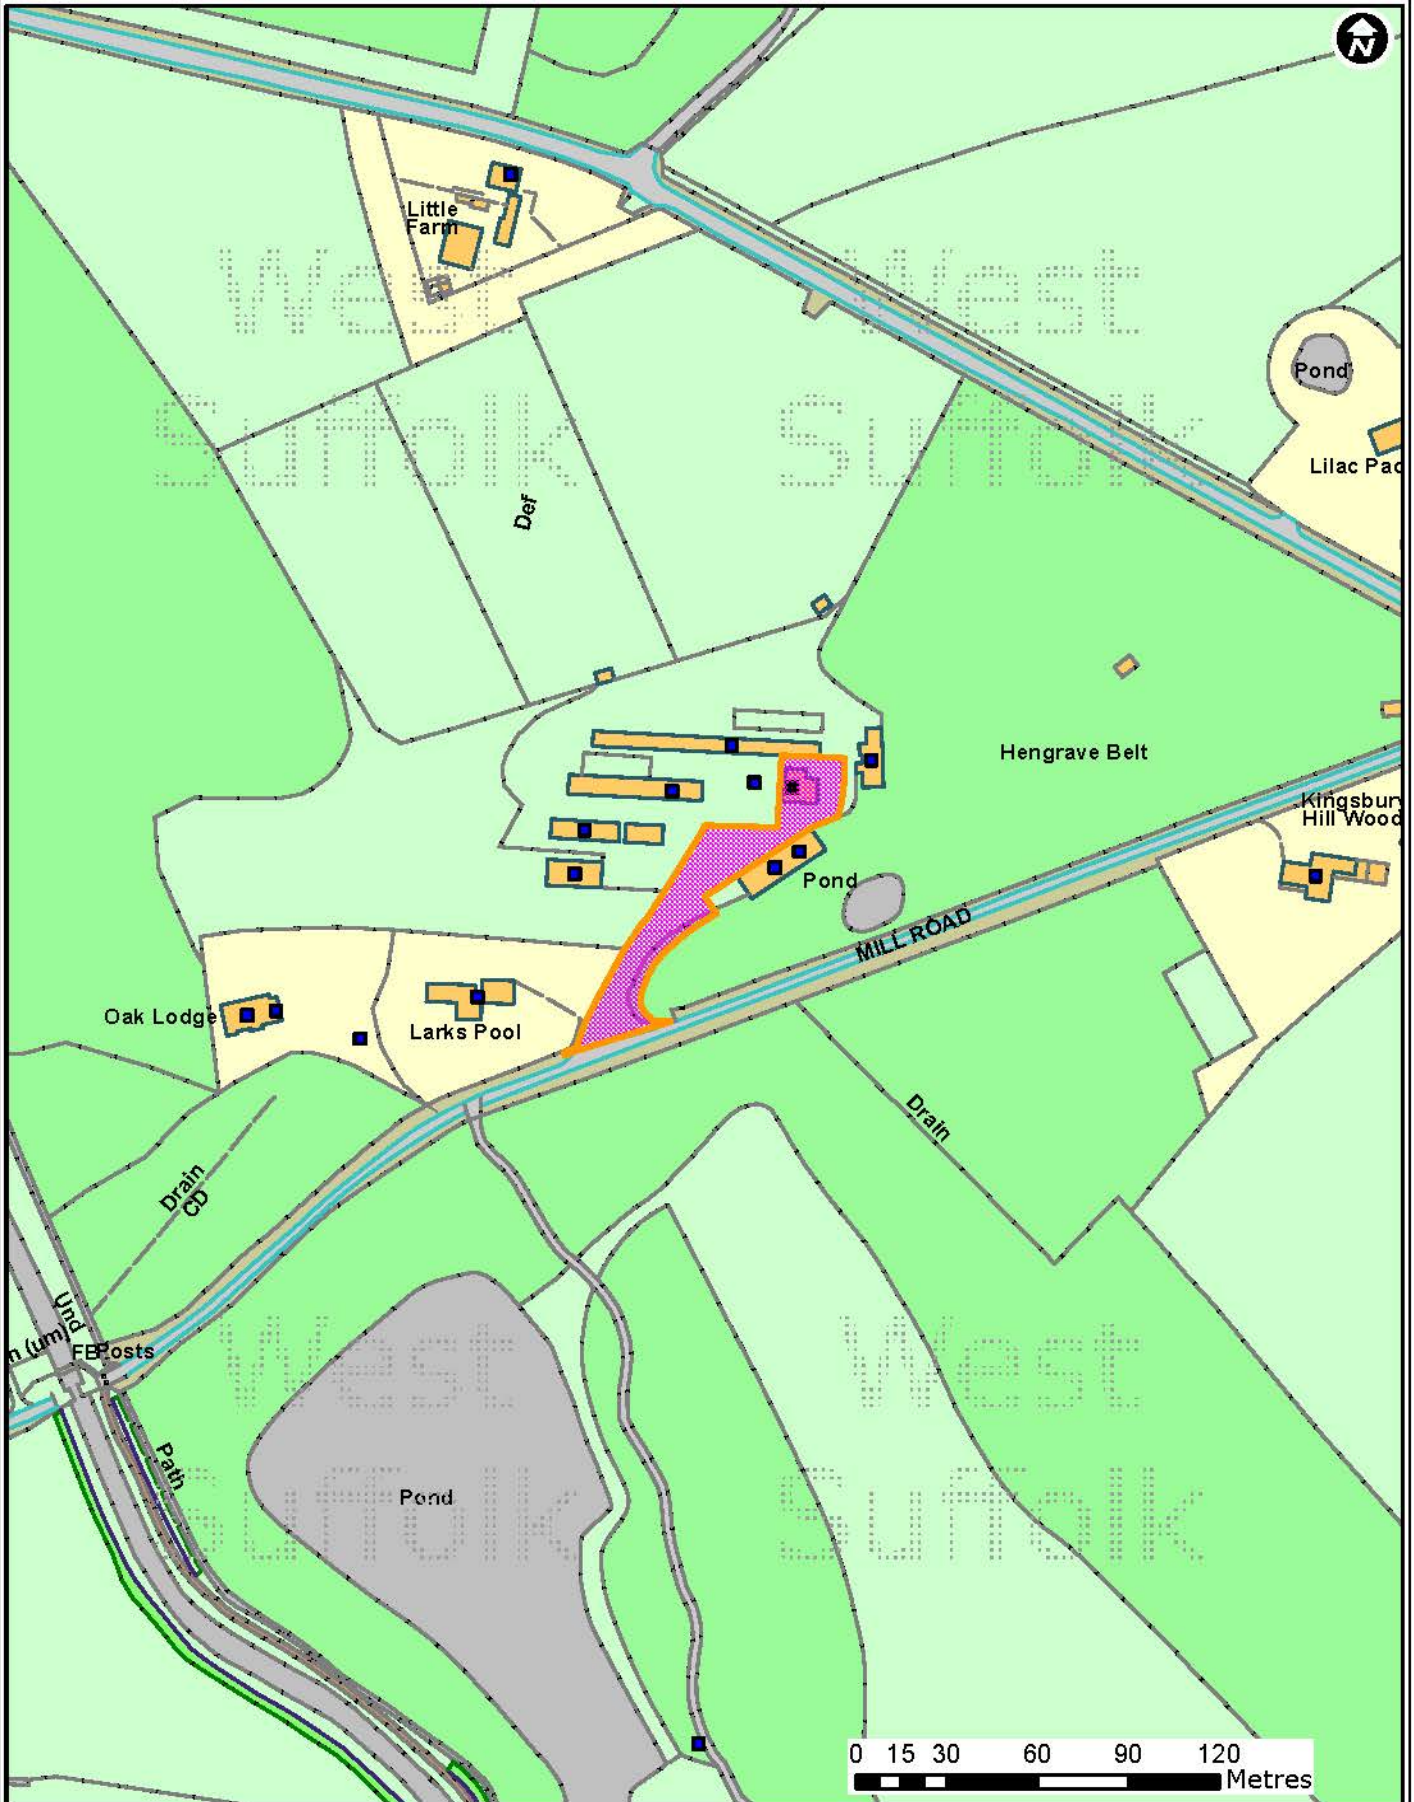 N
Little
Farm
West
West
Pond
Suffolk
Suffolk
Lilac Pad
Def
Hengrave Belt
Kingsbury
Hill Wood
Pond
MILL ROAD
Oak Lodge
Larks Pool
Drain
Drain
CD
Und
n (um)
FB
Posts
West
West
Path
Pond
Suffolk
Suffolk
0 15 30 60 90 120
Metres